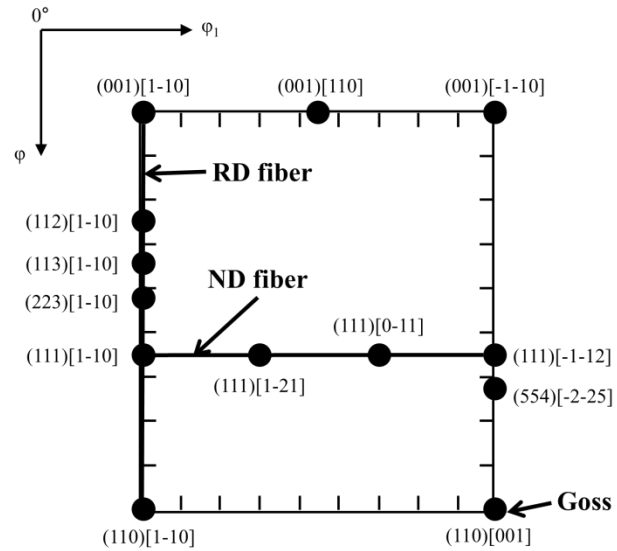 0°
φ1
(001)[1-10]
(001)[110]
(001)[-1-10]
φ
RD fiber
(112)[1-10]
(113)[1-10]
ND fiber
(223)[1-10]
(111)[0-11]
(111)[1-10]
(111)[-1-12]
(111)[1-21]
(554)[-2-25]
Goss
(110)[1-10]
(110)[001]